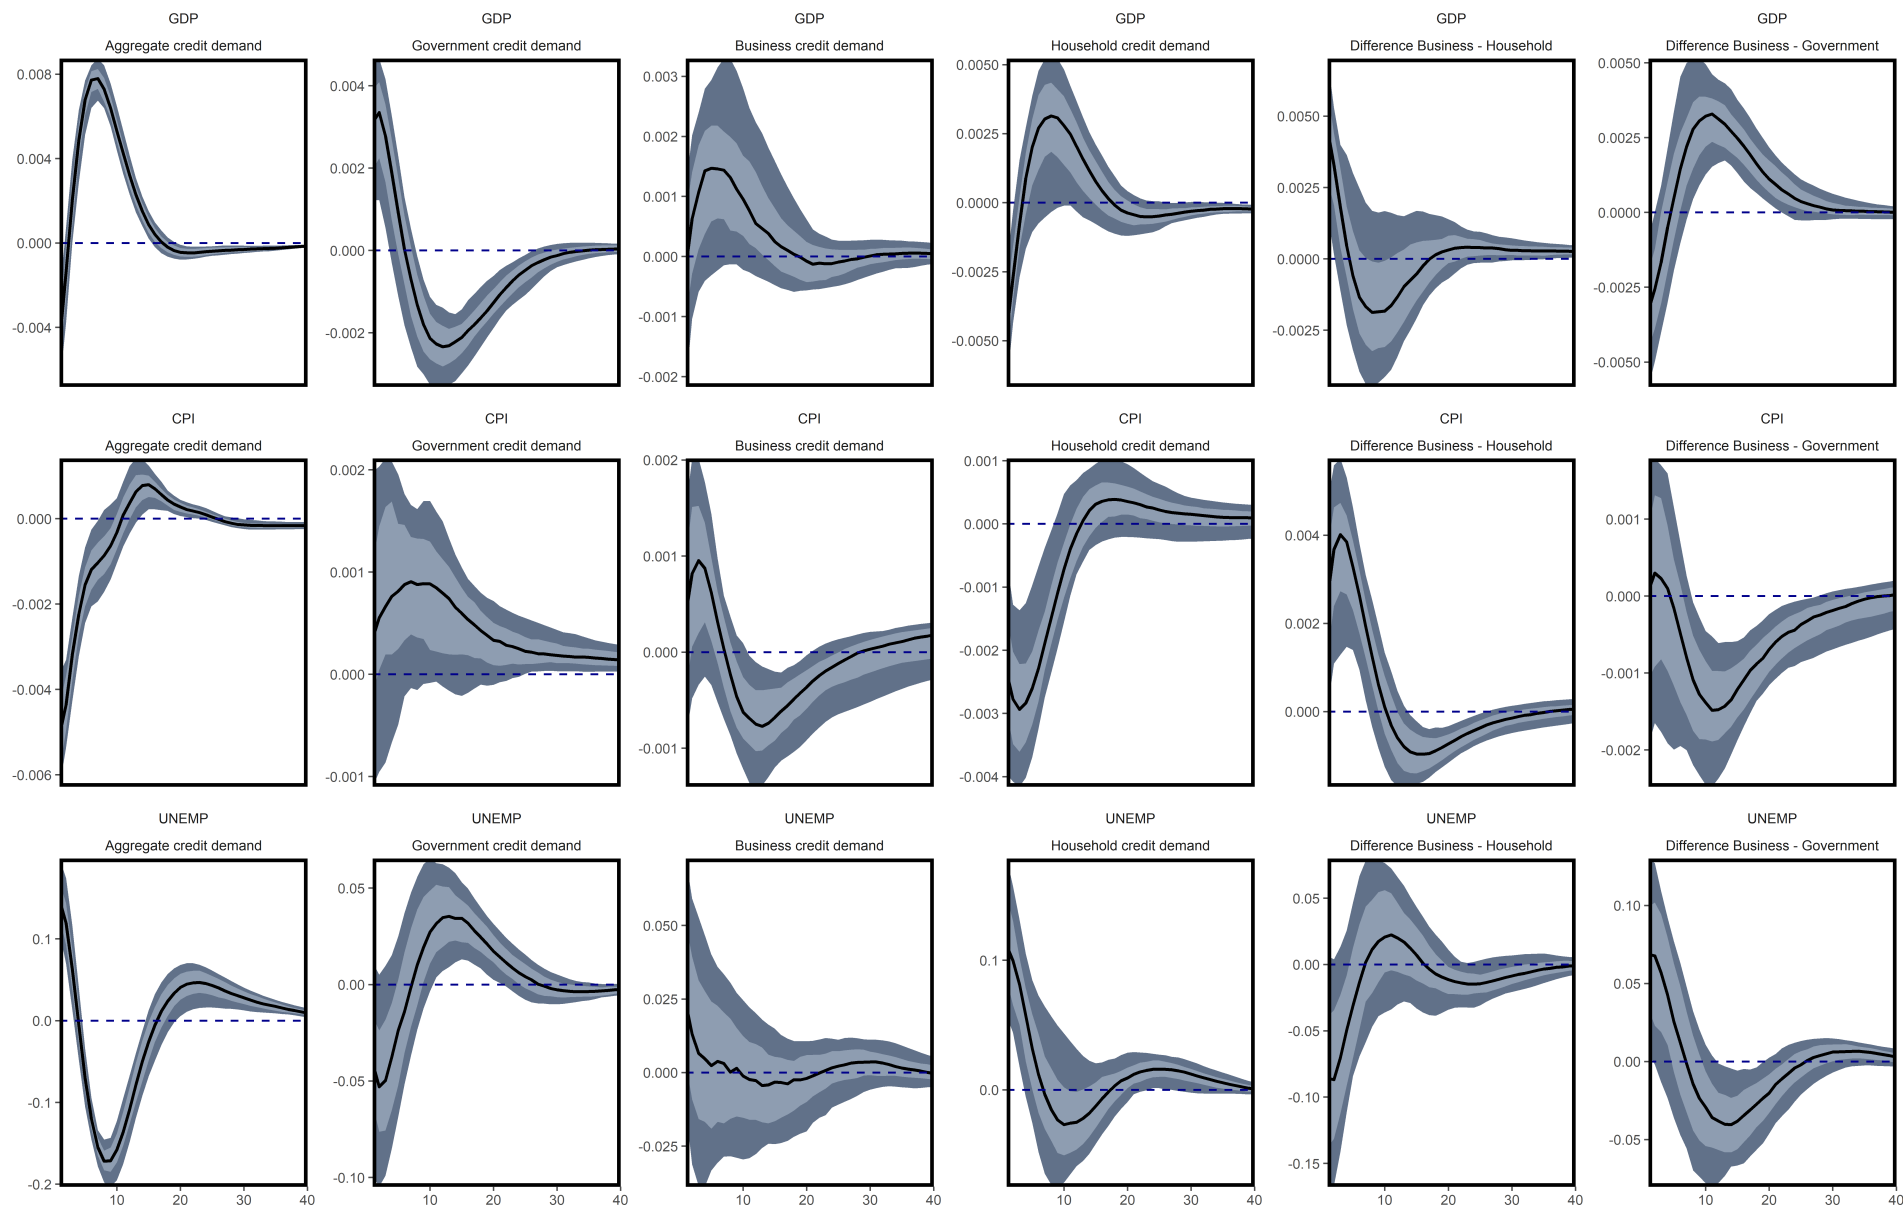 GDP
Aggregate credit demand
0.008
0.004
0.000
-0.004
GDP
Government credit demand
0.004
0.002
0.000
-0.002
GDP
Business credit demand
0.003
0.002
0.001
0.000
-0.001
-0.002
GDP
Household credit demand
0.0050
0.0025
0.0000
-0.0025
-0.0050
GDP
Difference Business - Household
0.0050
0.0025
0.0000
-0.0025
GDP
Difference Business - Government
0.0050
0.0025
0.0000
-0.0025
-0.0050
CPI
Aggregate credit demand
0.000
-0.002
-0.004
-0.006
CPI
Government credit demand
0.002
0.001
0.000
-0.001
CPI
Business credit demand
0.002
0.001
0.000
-0.001
CPI
Household credit demand
0.001
0.000
-0.001
-0.002
-0.003
-0.004
CPI
Difference Business - Household
0.004
0.002
0.000
CPI
Difference Business - Government
0.001
0.000
-0.001
-0.002
UNEMP
Aggregate credit demand
0.1
0.0
-0.1
-0.2
10 20 30 40
UNEMP
Government credit demand
0.05
0.00
-0.05
-0.10
10 20 30 40
UNEMP
Business credit demand
0.050
0.025
0.000
-0.025
10 20 30 40
UNEMP
Household credit demand
0.1
0.0
10 20 30 40
UNEMP
Difference Business - Household
0.05
0.00
-0.05
-0.10
-0.15
10 20 30 40
UNEMP
Difference Business - Government
0.10
0.05
0.00
-0.05
10 20 30 40